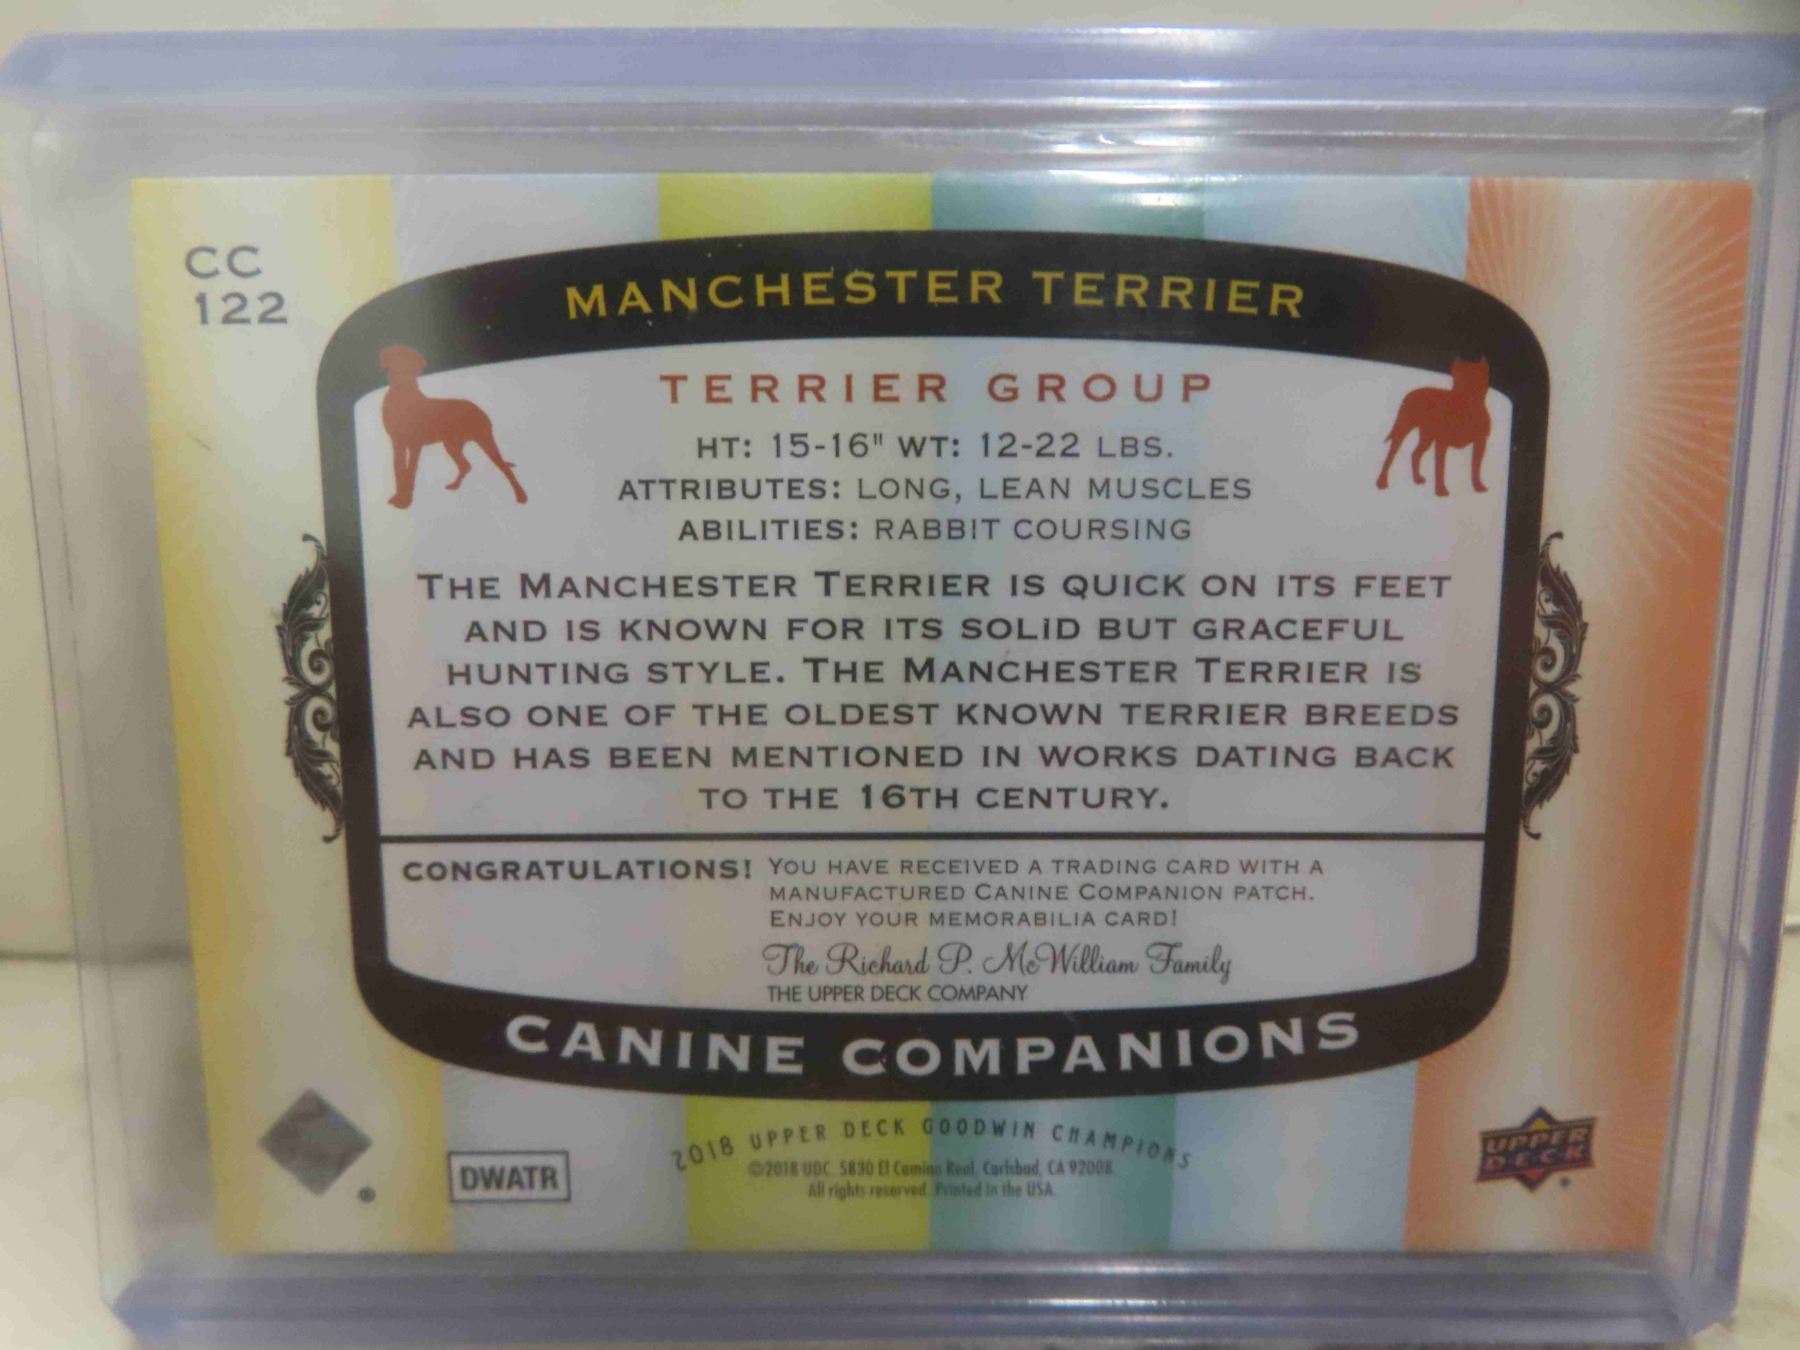 CC
122
MANCHESTER TERRIER
TERRIER GROUP
HT: 15-16" WT: 12-22 LBS.
ATTRIBUTES: LONG, LEAN MUSCLES
ABILITIES: RABBIT COURSING
THE MANCHESTER TERRIER IS QUICK ON ITS FEET
AND IS KNOWN FOR ITS SOLiD BUT GRACEFUL
HUNTING STYLE. THE MANCHESTER TERRIER IS
ALSO ONE OF THE OLDEST KNOWN TERRIER BREEDS
AND HAS BEEN MENTIONED IN WORKS DATING BACK
TO THE 16TH CENTURY.
CONGRATULATIONS! YOU HAVE RECEIVED A TRADING CARD WITH A
MANUFACTURED CANINE COMPANION PATCH.
ENJOY YOUR MEMORABILIA CARD!
The Richard P. McWilliam Family
THE UPPER DECK COMPANY
CANINE COMPANIONS
2018 UPPER DECK GOODWIN CHAMPIONS
©2018 UDC. 5830 El Camino Real, Carlsbad, CA 92008.
All rights reserved. Printed in the USA.
®
DWATR
UPPER
DECK